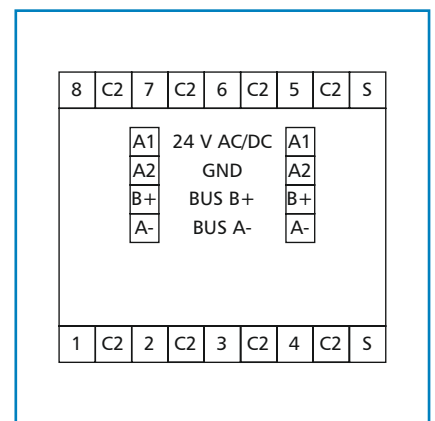 8 C2 7 C2 6 C2 5 C2 S
A1 24 V AC/DC A1
A2 GND A2
B+ BUS B+ B+
A- BUS A- A-
1 C2 2 C2 3 C2 4 C2 S